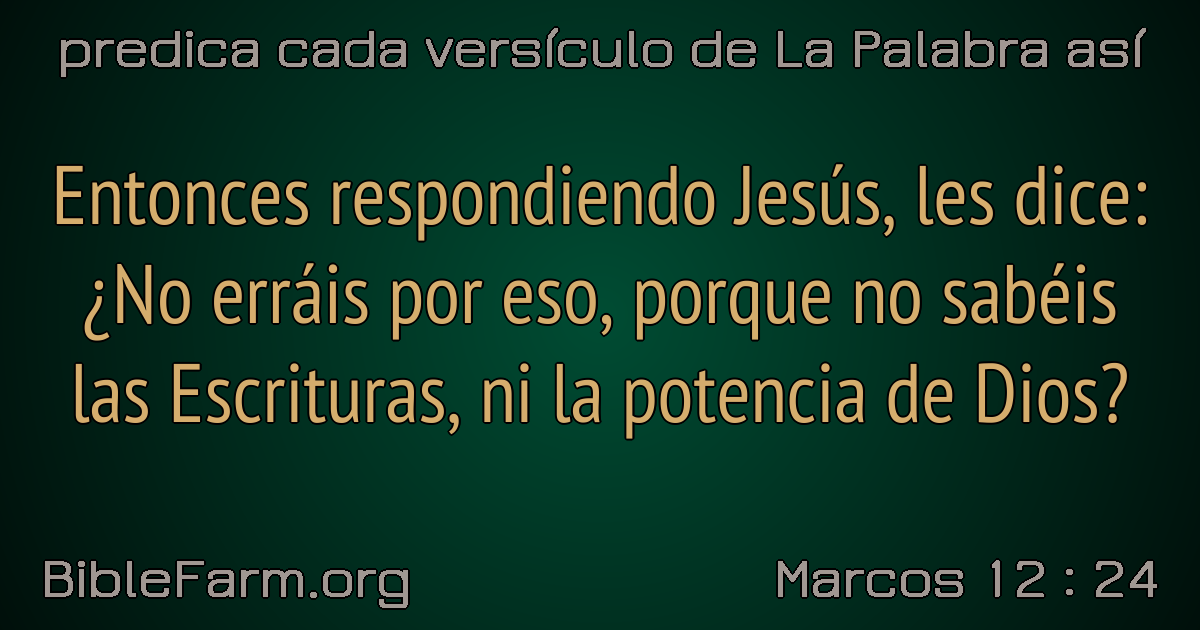 predica cada versículo de La Palabra así
Entonces respondiendo Jesús, les dice:
¿No erráis por eso, porque no sabéis
las Escrituras, ni la potencia de Dios?
BibleFarm.org
Marcos 12 : 24